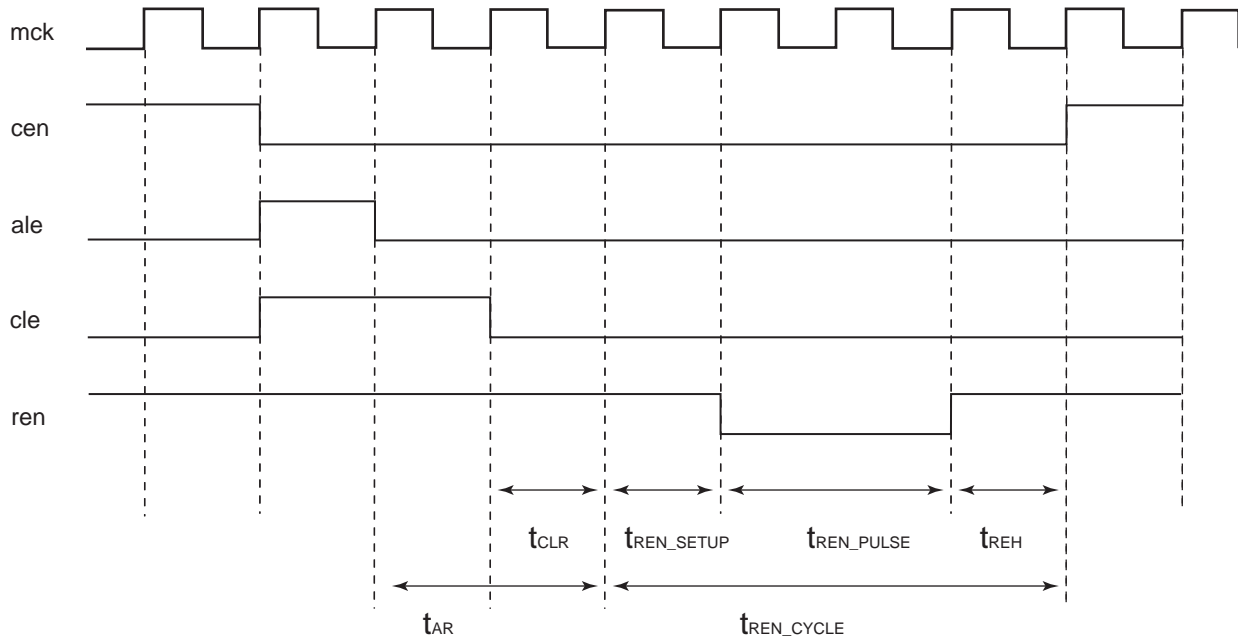 mck
cen
ale
cle
ren
tCLR tREN_SETUP tREN_PULSE tREH
tAR tREN_CYCLE